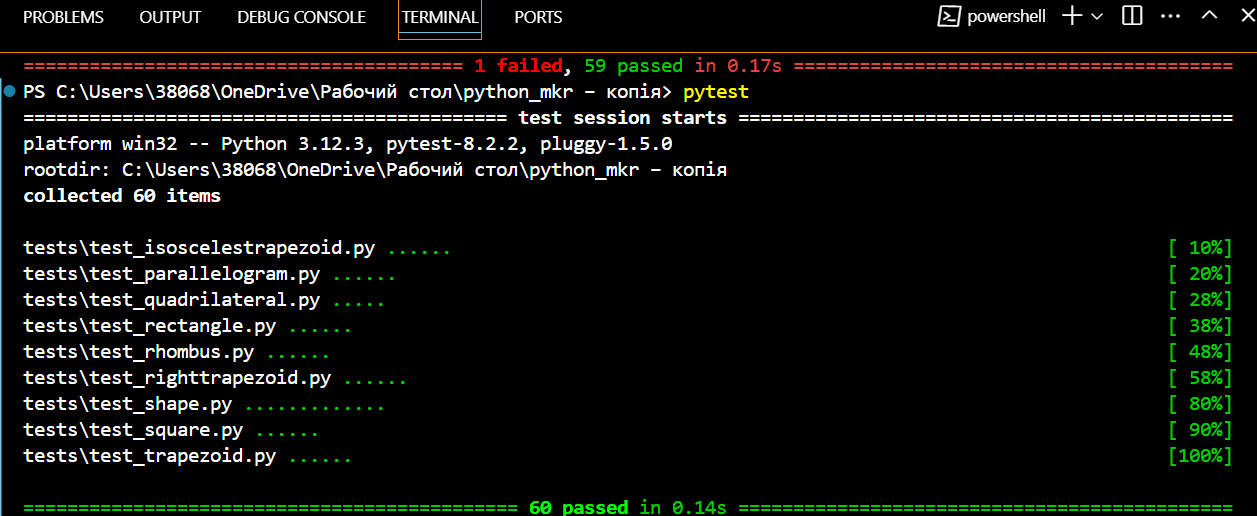 PROBLEMS OUTPUT DEBUG CONSOLE TERMINAL PORTS powershell
======================================== 1 failed, 59 passed in 0.17s ========================================
PS C:\Users\38068\OneDrive\Рабочий стол\python_mkr – копія> pytest
============================================ test session starts =============================================
platform win32 -- Python 3.12.3, pytest-8.2.2, pluggy-1.5.0
rootdir: C:\Users\38068\OneDrive\Рабочий стол\python_mkr – копія
collected 60 items
tests\test_isoscelestrapezoid.py ...... [ 10%]
tests\test_parallelogram.py ...... [ 20%]
tests\test_quadrilateral.py ..... [ 28%]
tests\test_rectangle.py ...... [ 38%]
tests\test_rhombus.py ...... [ 48%]
tests\test_righttrapezoid.py ...... [ 58%]
tests\test_shape.py ............. [ 80%]
tests\test_square.py ...... [ 90%]
tests\test_trapezoid.py ...... [100%]
============================================= 60 passed in 0.14s =============================================